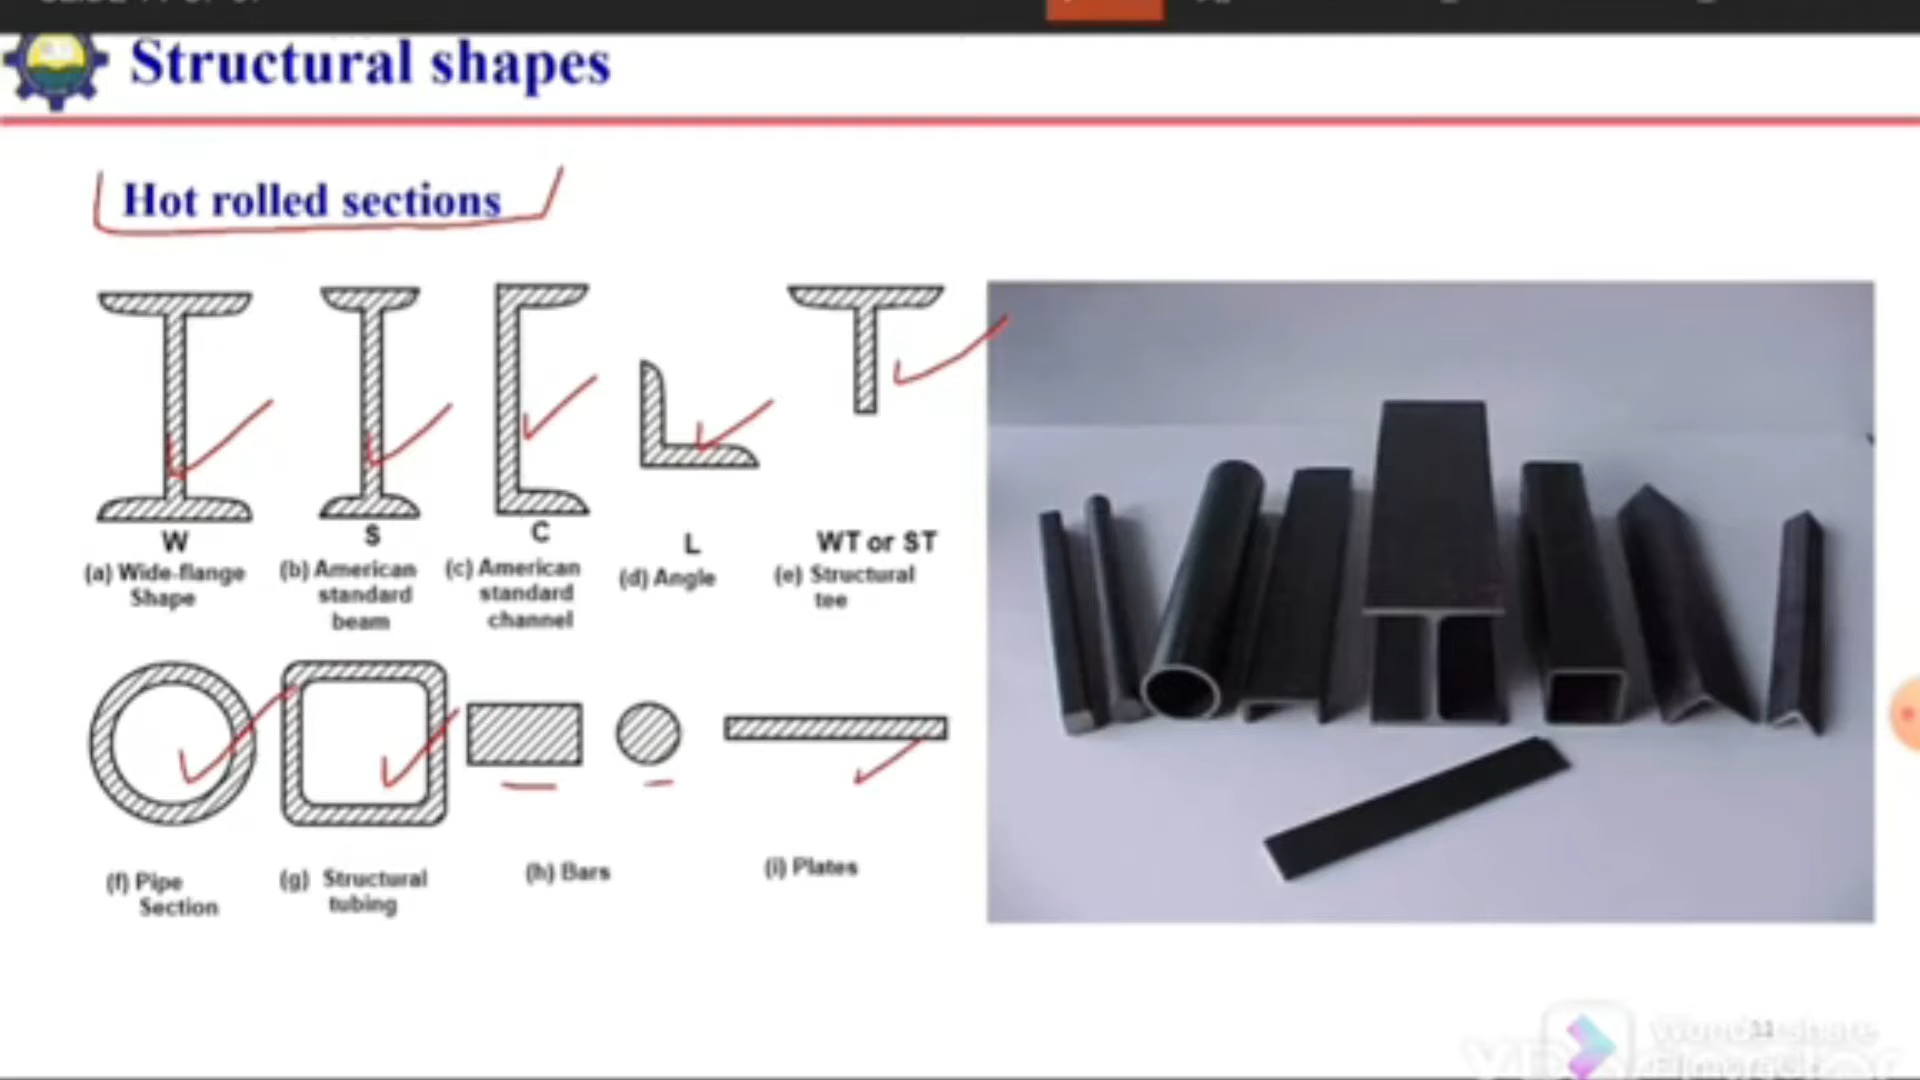 Structural shapes
Hot rolled sections
W
S
C
L
WT or ST
(a) Wide-flange
Shape
(b) American
standard
beam
(c) American
standard
channel
(d) Angle
(e) Structural
tee
(f) Pipe
Section
(g) Structural
tubing
(h) Bars
(i) Plates